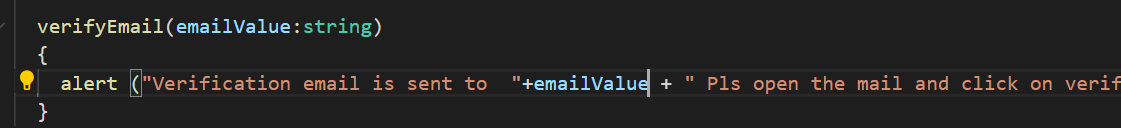 verifyEmail(emailValue:string)
{
alert ("Verification email is sent to  "+emailValue + " Pls open the mail and click on verif
}